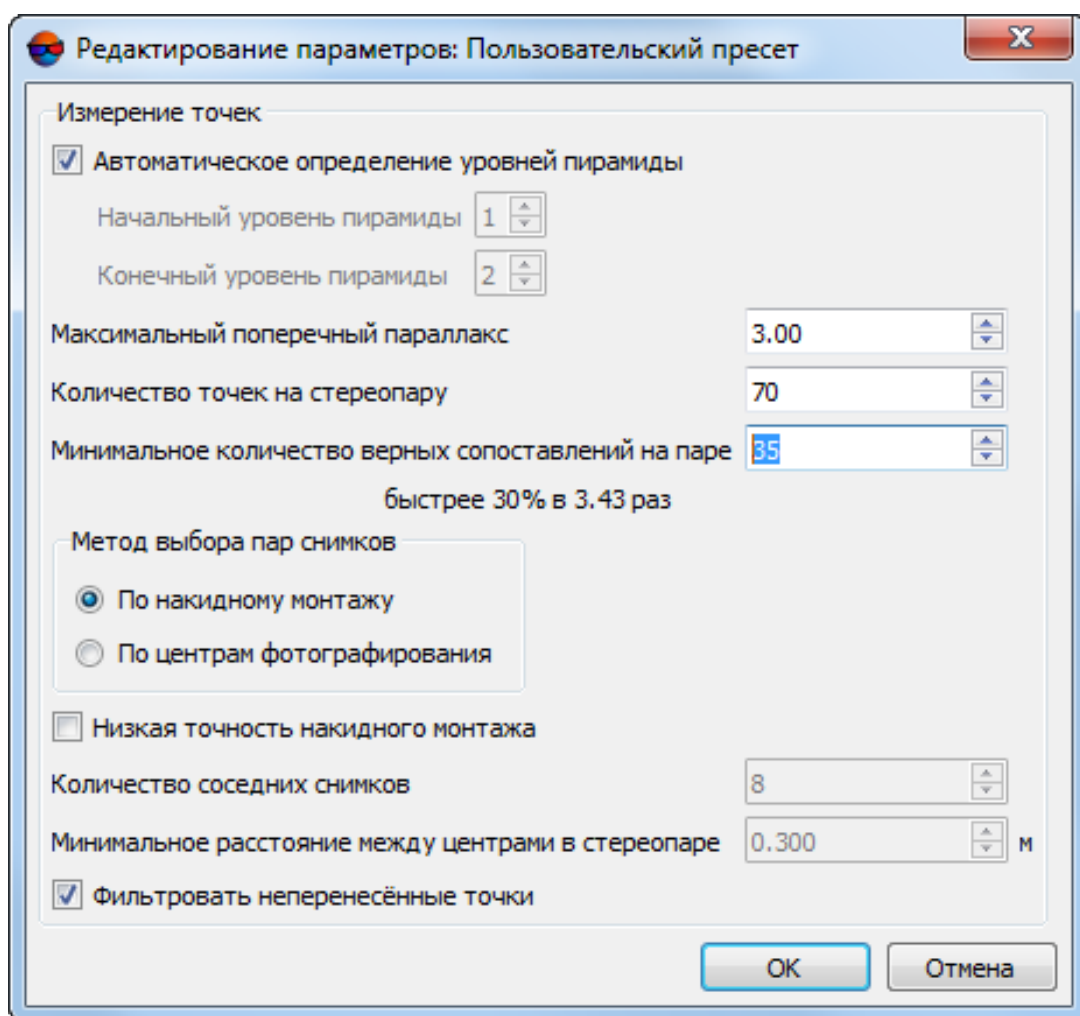 Редактирование параметров: Пользовательский пресет
Измерение точек
Автоматическое определение уровней пирамиды
Начальный уровень пирамиды 1
Конечный уровень пирамиды 2
Максимальный поперечный параллакс 3.00
Количество точек на стереопару 70
Минимальное количество верных сопоставлений на паре 35
быстрее 30% в 3.43 раз
Метод выбора пар снимков
По накидному монтажу
По центрам фотографирования
Низкая точность накидного монтажа
Количество соседних снимков 8
Минимальное расстояние между центрами в стереопаре 0.300 м
Фильтровать неперенесённые точки
OK Отмена